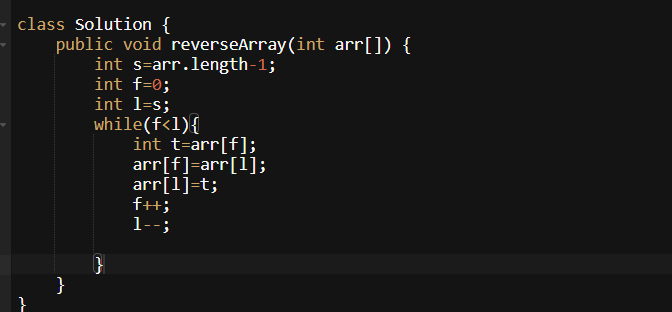 class Solution {
    public void reverseArray(int arr[]) {
        int s=arr.length-1;
        int f=0;
        int l=s;
        while(f<l){
            int t=arr[f];
            arr[f]=arr[l];
            arr[l]=t;
            f++;
            l--;

        }
    }
}